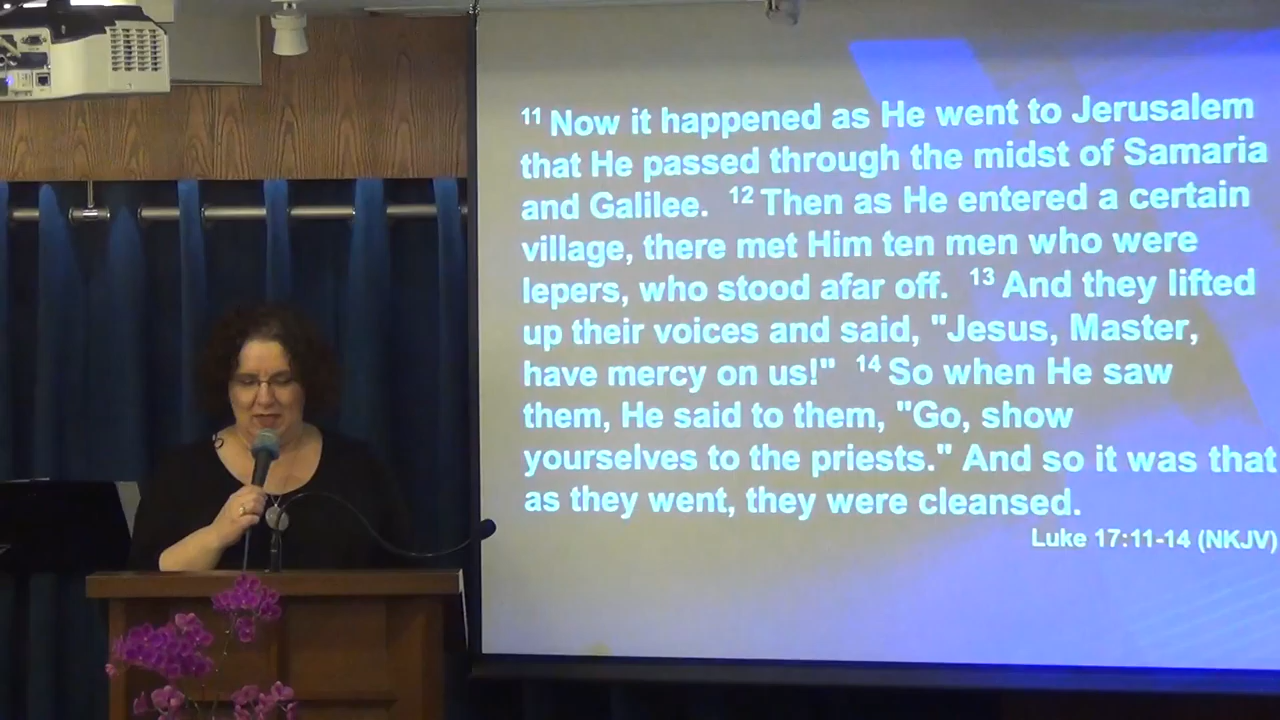 11 Now it happened as He went to Jerusalem
that He passed through the midst of Samaria
and Galilee. 12 Then as He entered a certain
village, there met Him ten men who were
lepers, who stood afar off. 13 And they lifted
up their voices and said, "Jesus, Master,
have mercy on us!" 14 So when He saw
them, He said to them, "Go, show
yourselves to the priests." And so it was that
as they went, they were cleansed.
Luke 17:11-14 (NKJV)